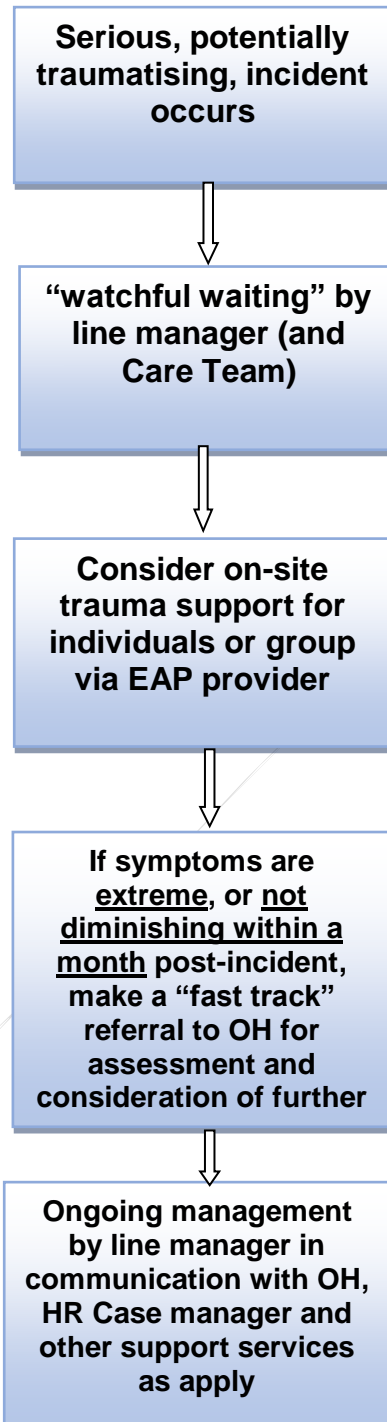 Serious, potentially
traumatising, incident
occurs
“watchful waiting” by
line manager (and
Care Team)
Consider on-site
trauma support for
individuals or group
via EAP provider
If symptoms are
extreme, or not
diminishing within a
month post-incident,
make a “fast track”
referral to OH for
assessment and
consideration of further
Ongoing management
by line manager in
communication with OH,
HR Case manager and
other support services
as apply